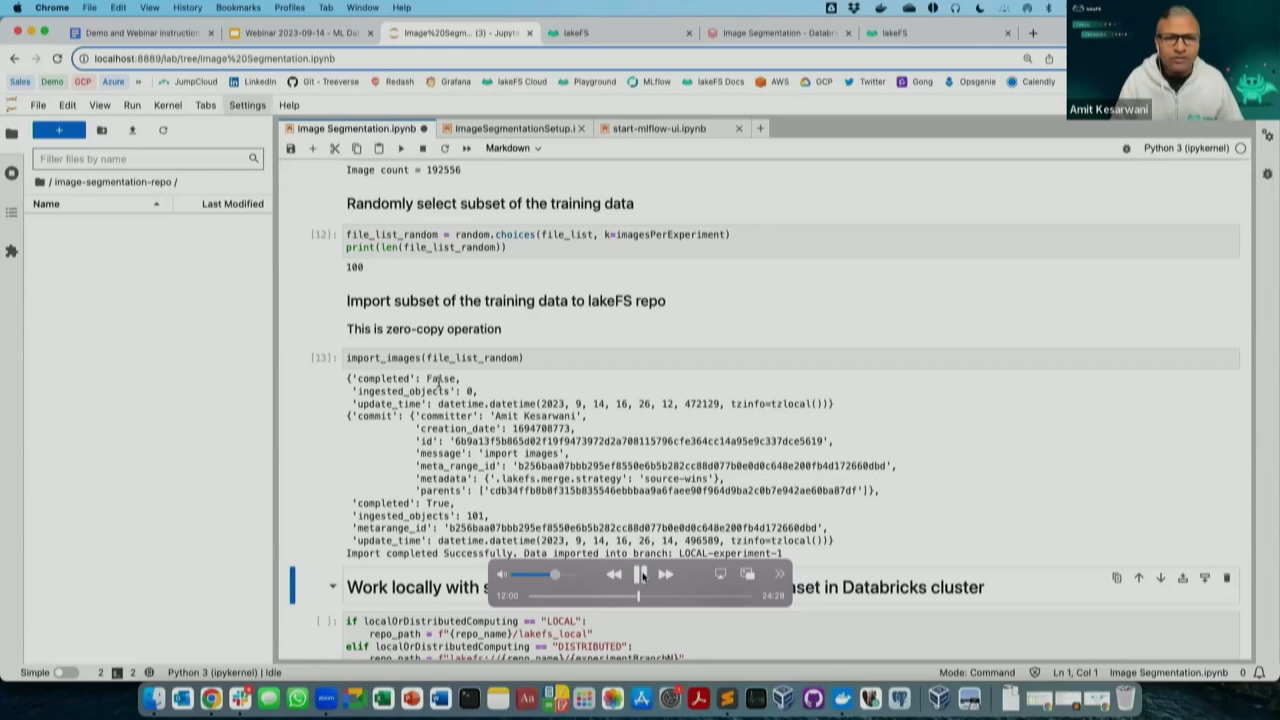 Chrome File Edit View History Bookmarks Profiles Tab Window Help
Demo and Webinar instruction
Webinar 2023-09-14 - ML Da
Image%20Segm... (3) - Jupyte
lakeFS
Image Segmentation - Databri
lakeFS
localhost:8889/lab/tree/Image%20Segmentation.ipynb
Sales Demo GCP Azure » JumpCloud LinkedIn Git - Treeverse Redash Grafana lakeFS Cloud Playground MLflow lakeFS Docs AWS GCP Twitter Gong Opsgenie Calendly
Amit Kesarwani
File Edit View Run Kernel Tabs Settings Help
Image Segmentation.ipynb
ImageSegmentationSetup.i
start-mlflow-ui.ipynb
Filter files by name
Markdown
Python 3 (ipykernel)
/ image-segmentation-repo /
Name Last Modified
Image count = 192556
Randomly select subset of the training data
[12]: file_list_random = random.choices(file_list, k=imagesPerExperiment)
print(len(file_list_random))
100
Import subset of the training data to lakeFS repo
This is zero-copy operation
[13]: import_images(file_list_random)
{'completed': False,
'ingested_objects': 0,
'update_time': datetime.datetime(2023, 9, 14, 16, 26, 12, 472129, tzinfo=tzlocal())}
{'commit': {'committer': 'Amit Kesarwani',
'creation_date': 1694708773,
'id': '6b9a13f5b865d02f19f9473972d2a708115796cfe364cc14a95e9c337dce5619',
'message': 'import images',
'meta_range_id': 'b256baa07bbb295ef8550e6b5b282cc88d077b0e0d0c648e200fb4d172660dbd',
'metadata': {'.lakefs.merge.strategy': 'source-wins'},
'parents': ['cdb34ffb8b8f315b835546ebbbaa9a6faee90f964d9ba2c0b7e942ae60ba87df']},
'completed': True,
'ingested_objects': 101,
'metarange_id': 'b256baa07bbb295ef8550e6b5b282cc88d077b0e0d0c648e200fb4d172660dbd',
'update_time': datetime.datetime(2023, 9, 14, 16, 26, 14, 496589, tzinfo=tzlocal())}
Import completed Successfully. Data imported into branch: LOCAL-experiment-1
Work locally with s
aset in Databricks cluster
12:00 24:29
[ ]: if localOrDistributedComputing == "LOCAL":
repo_path = f"{repo_name}/lakefs_local"
elif localOrDistributedComputing == "DISTRIBUTED":
repo_path = f"lakefs://{repo_name}/{experimentBranchN}"
Simple 2 2 Python 3 (ipykernel) | Idle
Mode: Command Ln 1, Col 1 Image Segmentation.ipynb 0